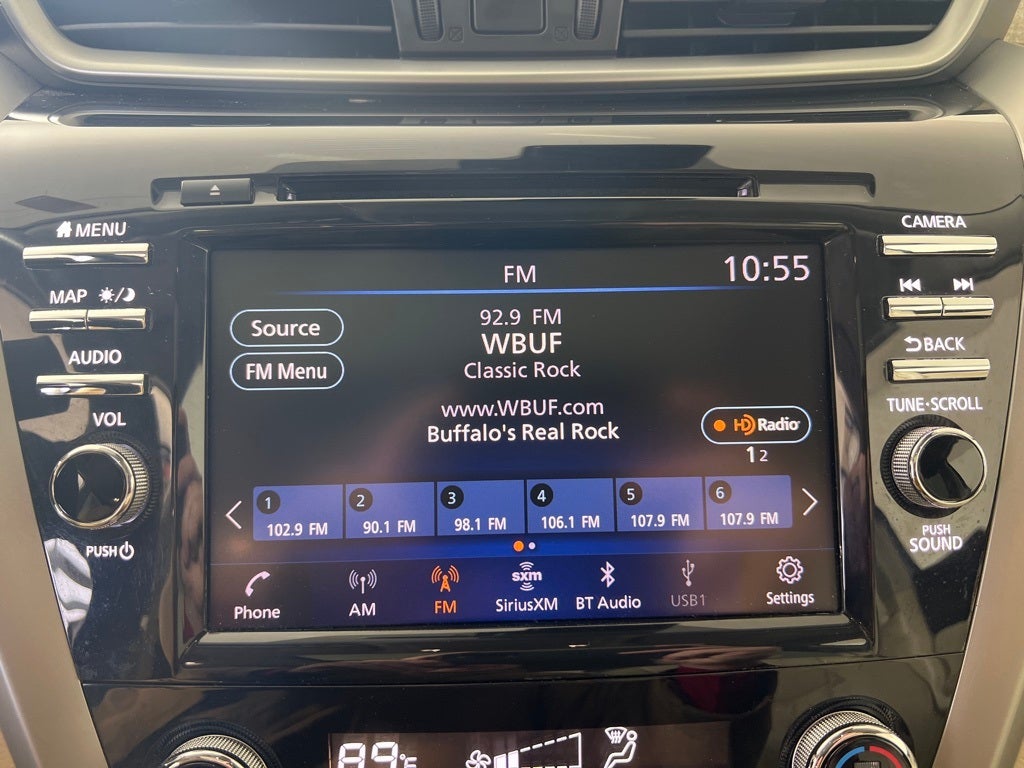 MENU
CAMERA
FM
10:55
MAP
Source
92.9 FM
WBUF
FM Menu
Classic Rock
AUDIO
BACK
www.WBUF.com
TUNE·SCROLL
VOL
Buffalo's Real Rock
HD Radio
1 2
1 2 3 4 5 6
102.9 FM 90.1 FM 98.1 FM 106.1 FM 107.9 FM 107.9 FM
PUSH
PUSH
SOUND
sxm
Phone AM FM SiriusXM BT Audio USB1 Settings
89°F